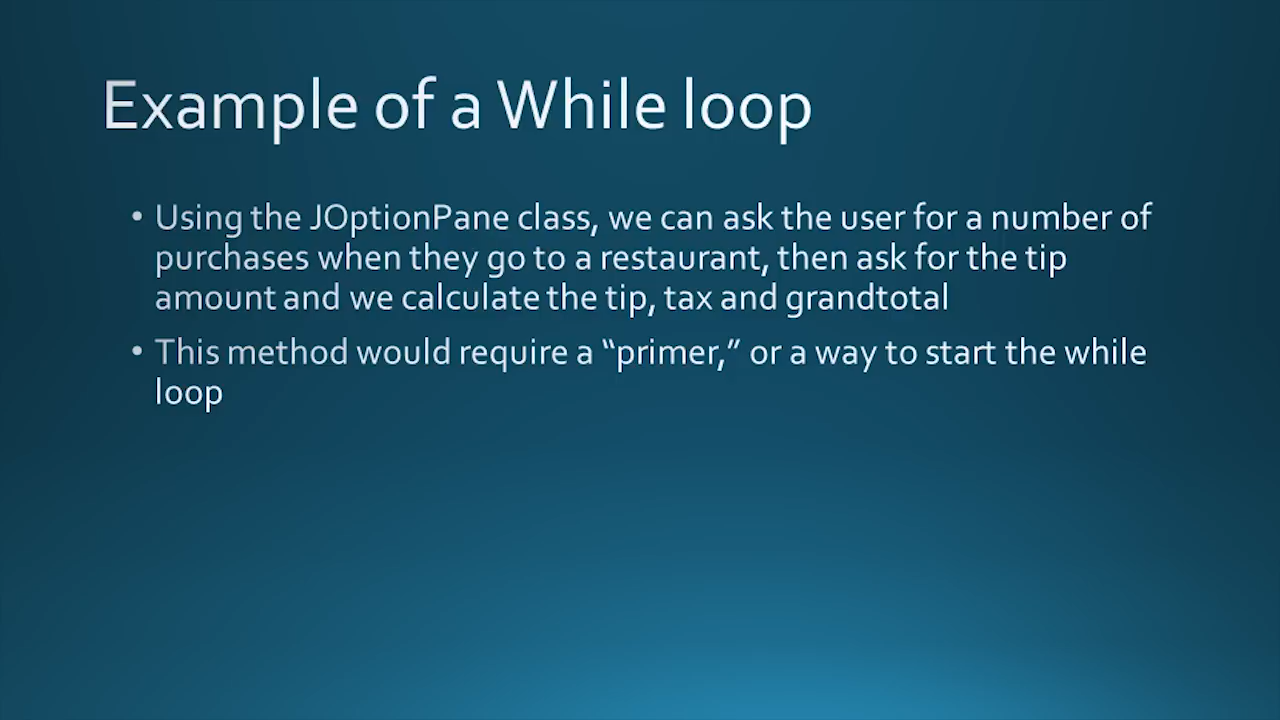 Example of a While loop
• Using the JOptionPane class, we can ask the user for a number of
purchases when they go to a restaurant, then ask for the tip
amount and we calculate the tip, tax and grandtotal
• This method would require a “primer,” or a way to start the while
loop